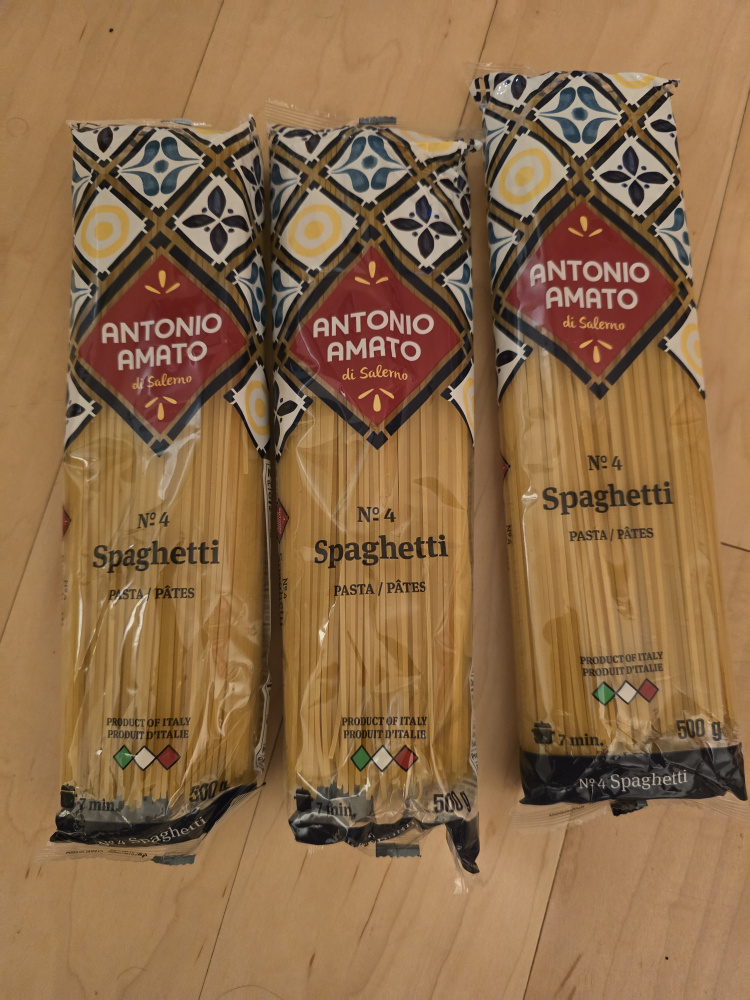 ANTONIO
AMATO
di Salerno
Nº 4
Spaghetti
PASTA / PÂTES
PRODUCT OF ITALY
PRODUIT D'ITALIE
7 min.
500 g
Nº 4 Spaghetti
ANTONIO
AMATO
di Salerno
Nº 4
Spaghetti
PASTA / PÂTES
PRODUCT OF ITALY
PRODUIT D'ITALIE
7 min.
500 g
ANTONIO
AMATO
di Salerno
Nº 4
Spaghetti
PASTA / PÂTES
PRODUCT OF ITALY
PRODUIT D'ITALIE
7 min.
500 g
Nº 4 Spaghetti